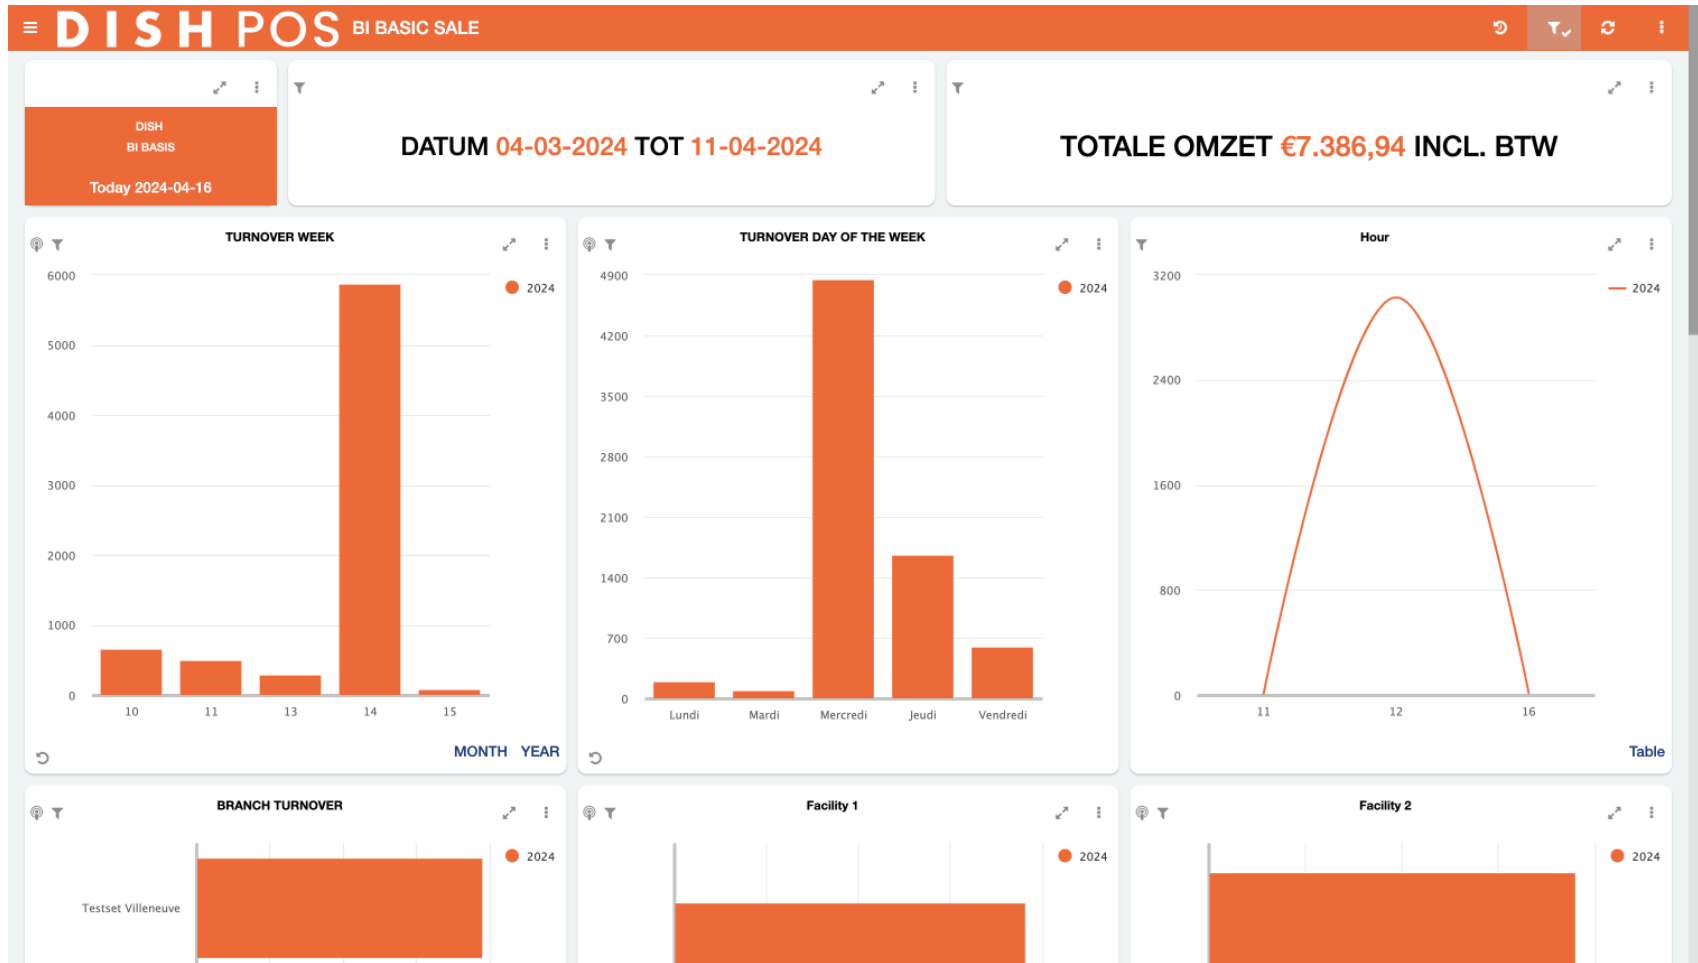 DISH POS BI BASIC SALE
DISH
BI BASIS
Today 2024-04-16
DATUM 04-03-2024 TOT 11-04-2024
TOTALE OMZET €7.386,94 INCL. BTW
TURNOVER WEEK
2024
6000
5000
4000
3000
2000
1000
0
10 11 13 14 15
MONTH YEAR
TURNOVER DAY OF THE WEEK
2024
4900
4200
3500
2800
2100
1400
700
0
Lundi Mardi Mercredi Jeudi Vendredi
Hour
2024
3200
2400
1600
800
0
11 12 16
Table
BRANCH TURNOVER
2024
Testset Villeneuve
Facility 1
2024
Facility 2
2024